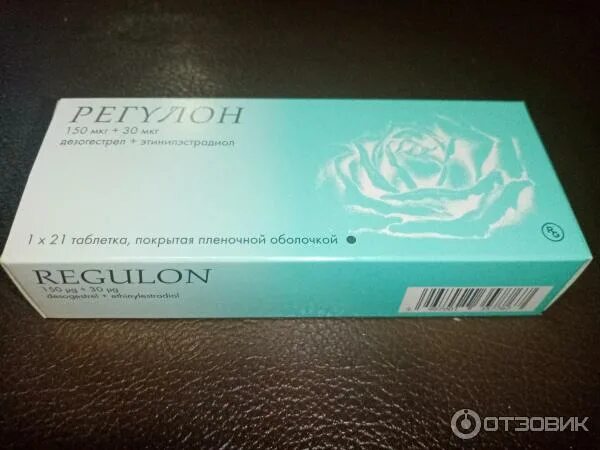 РЕГУЛОН
150 мкг + 30 мкг
дезогестрел + этинилэстрадиол
1 x 21 таблетка, покрытая пленочной оболочкой
RG
REGULON
150 µg + 30 µg
desogestrel + ethinylestradiol
ОТЗОВИК